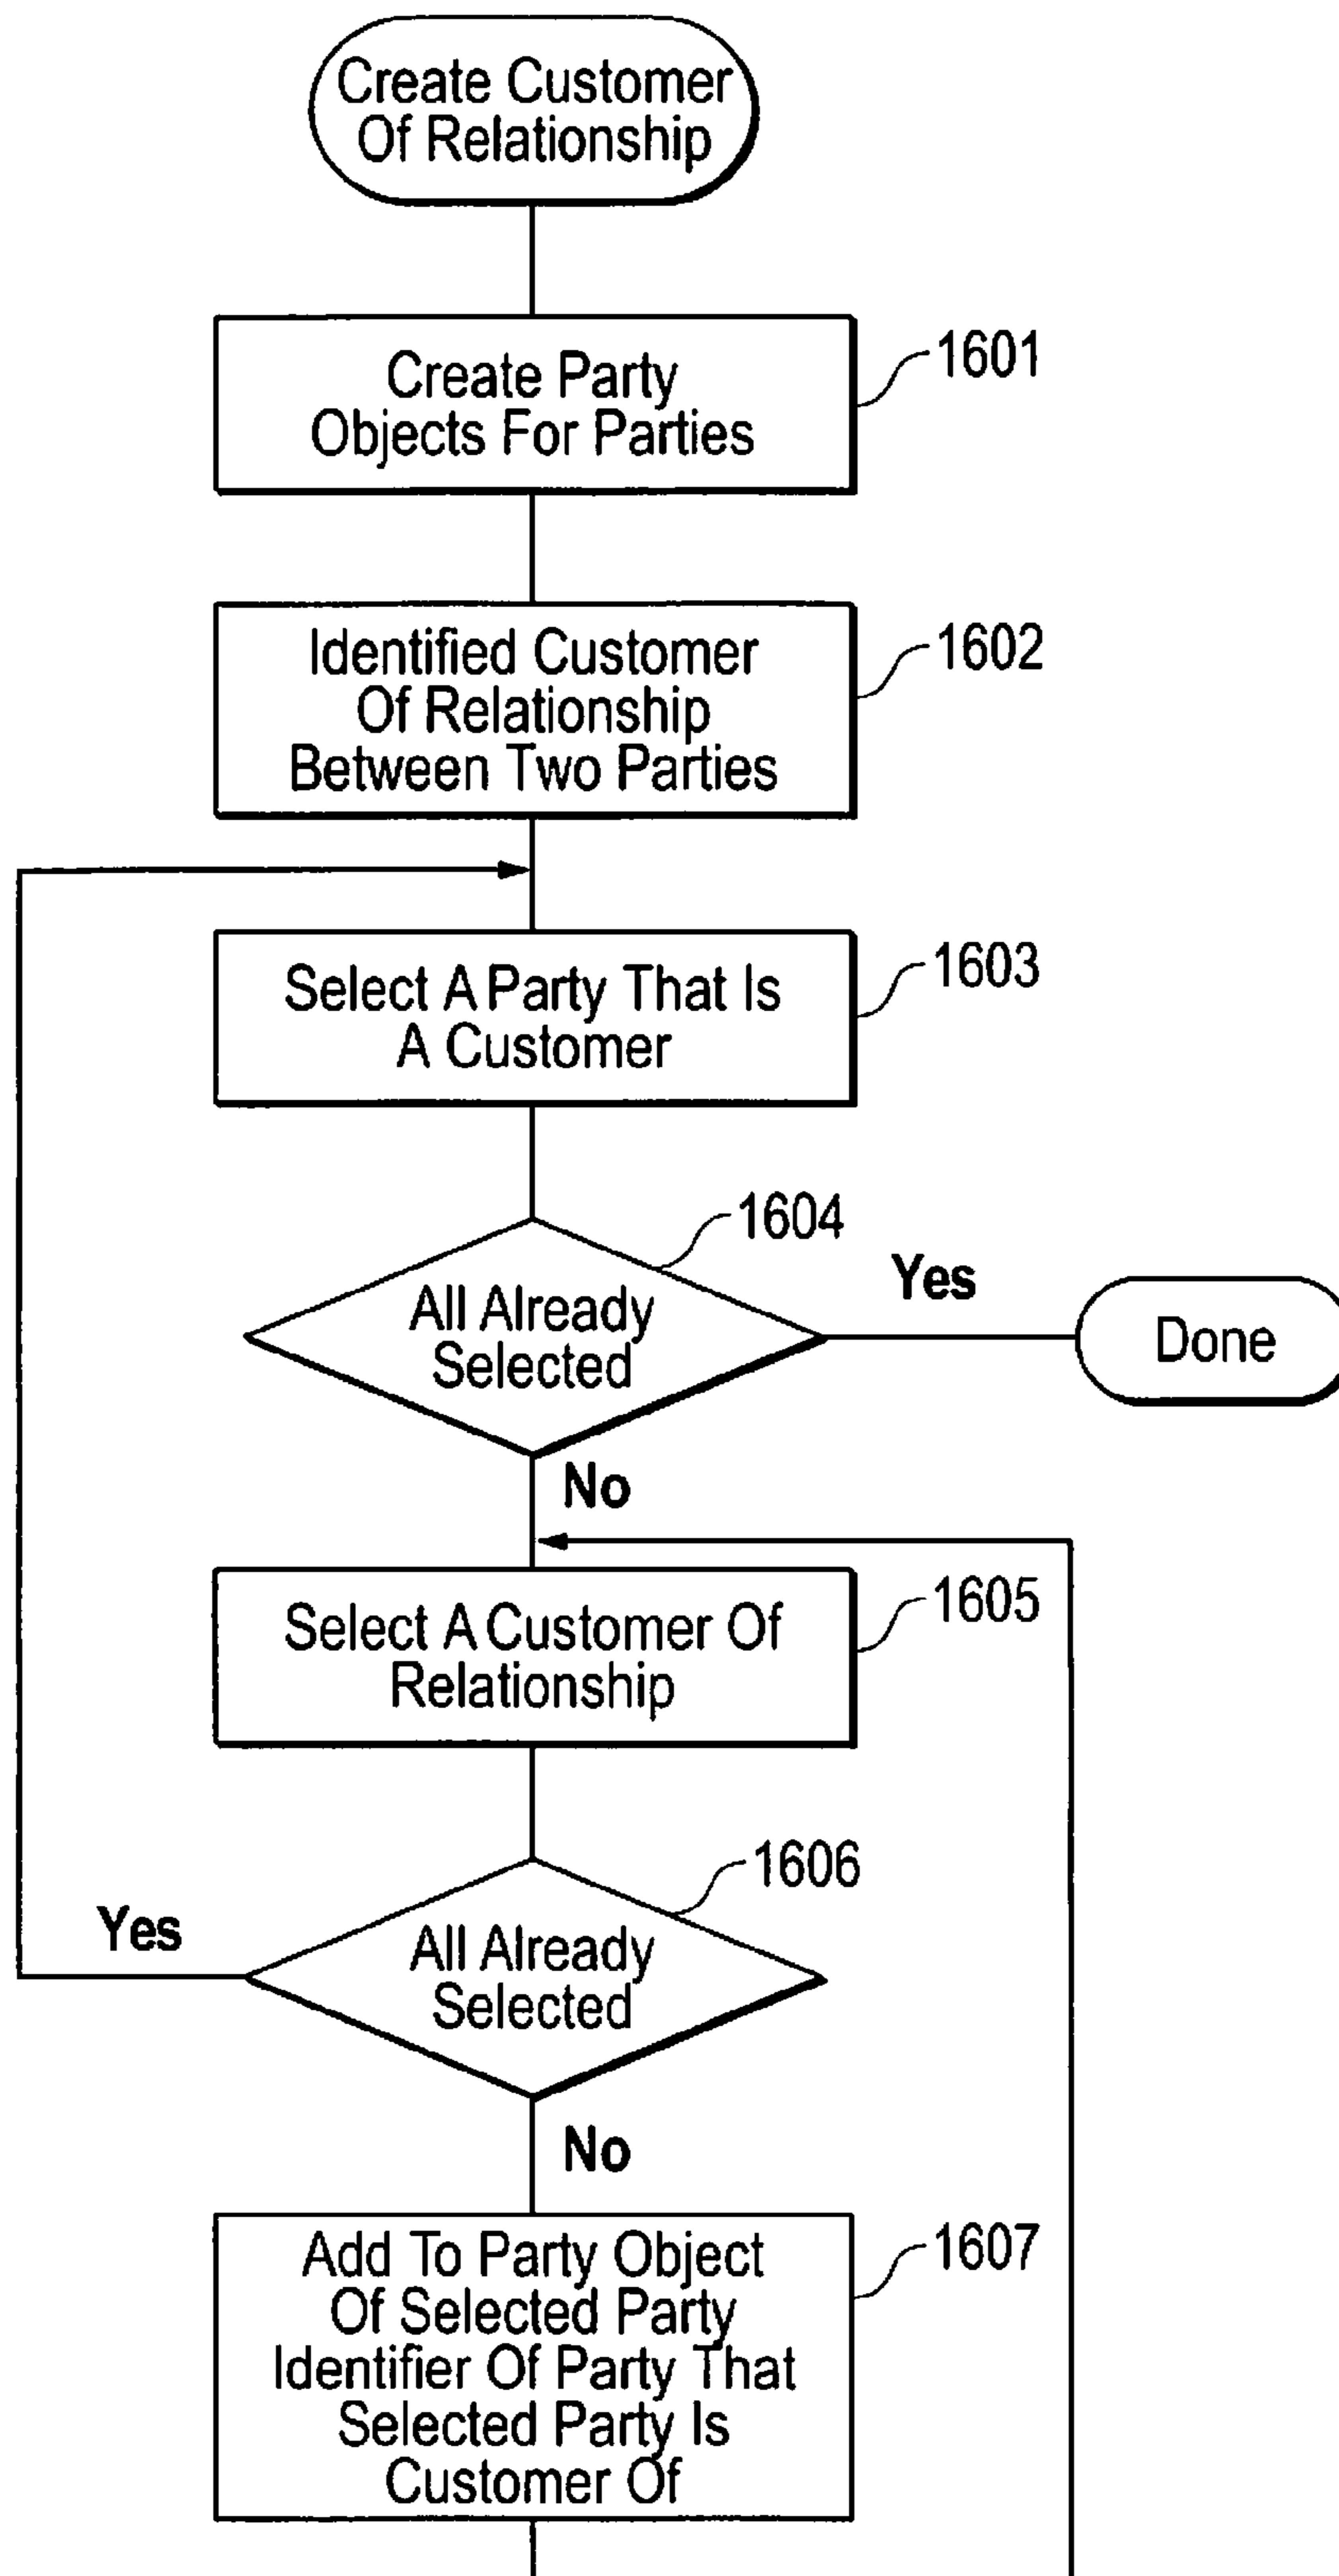 Create Customer
Of Relationship
Create Party
Objects For Parties
1601
Identified Customer
Of Relationship
Between Two Parties
1602
Select A Party That Is
A Customer
1603
1604
All Already
Selected
Yes
Done
No
Select A Customer Of
Relationship
1605
1606
All Already
Selected
Yes
No
Add To Party Object
Of Selected Party
Identifier Of Party That
Selected Party Is
Customer Of
1607